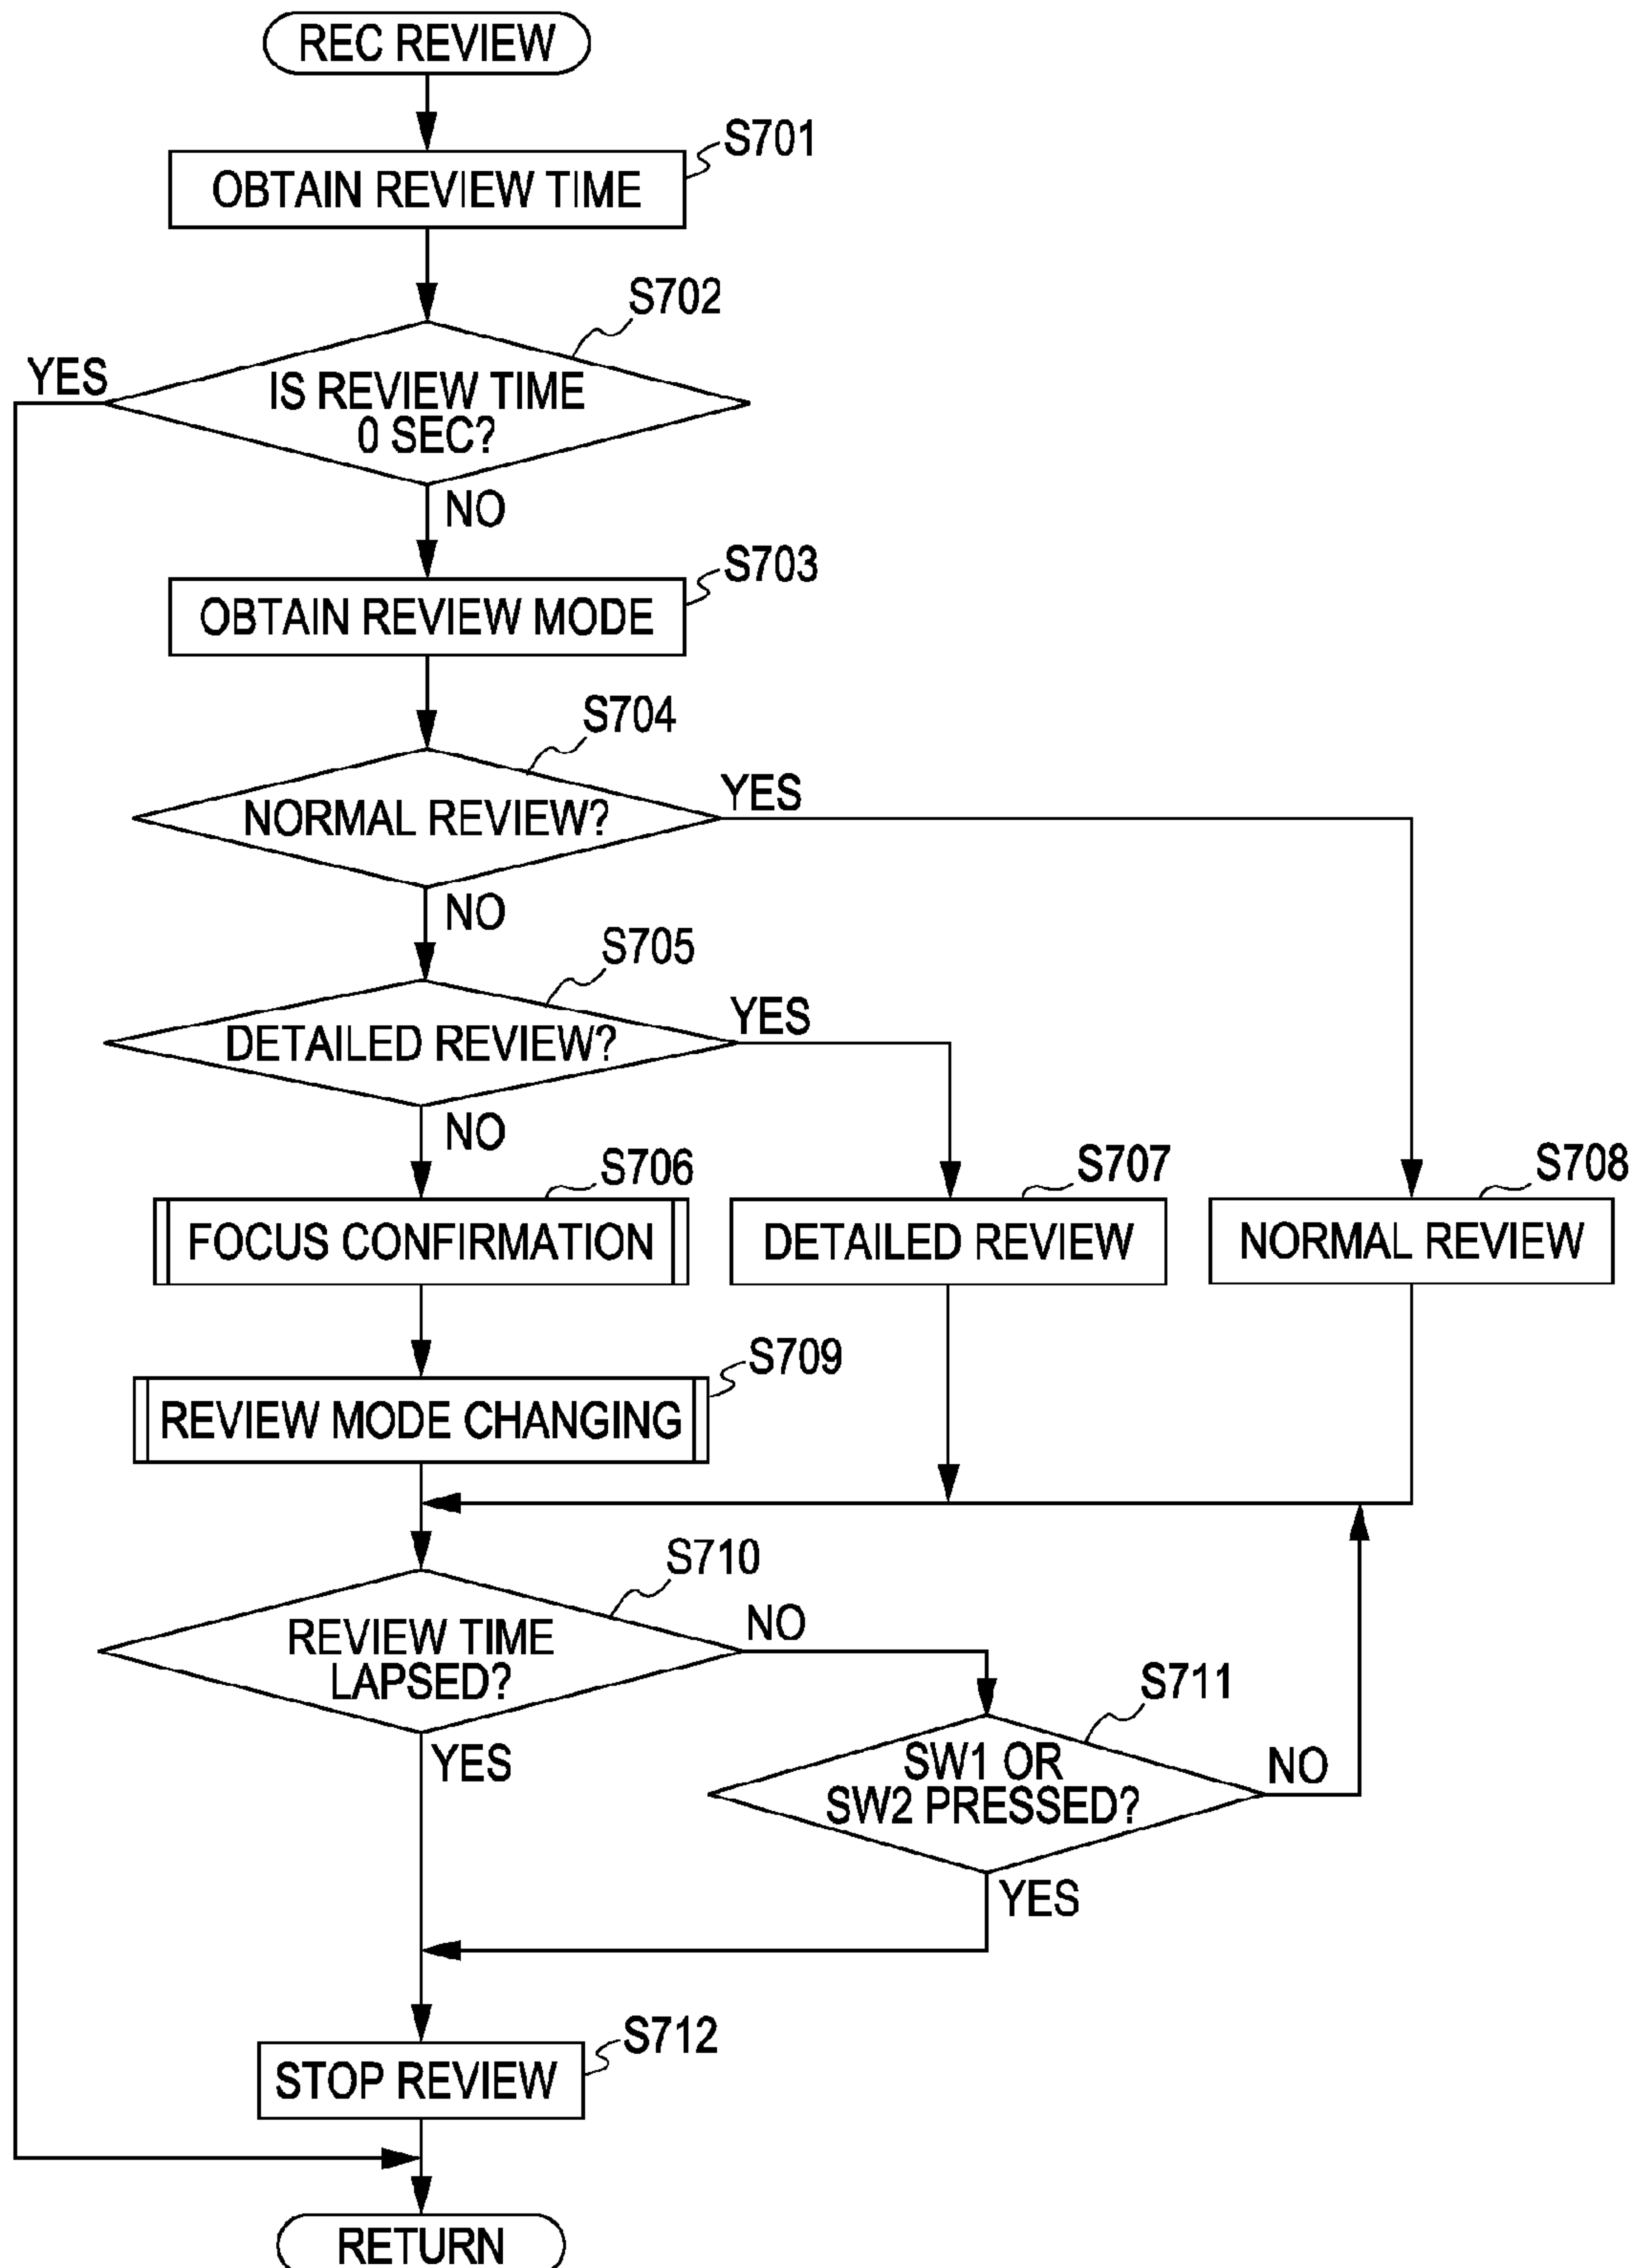 REC REVIEW
S701
OBTAIN REVIEW TIME
S702
YES
IS REVIEW TIME
0 SEC?
NO
S703
OBTAIN REVIEW MODE
S704
YES
NORMAL REVIEW?
NO
S705
YES
DETAILED REVIEW?
NO
S706
S707
S708
FOCUS CONFIRMATION
DETAILED REVIEW
NORMAL REVIEW
S709
REVIEW MODE CHANGING
S710
NO
REVIEW TIME
LAPSED?
S711
YES
SW1 OR
SW2 PRESSED?
NO
YES
S712
STOP REVIEW
RETURN